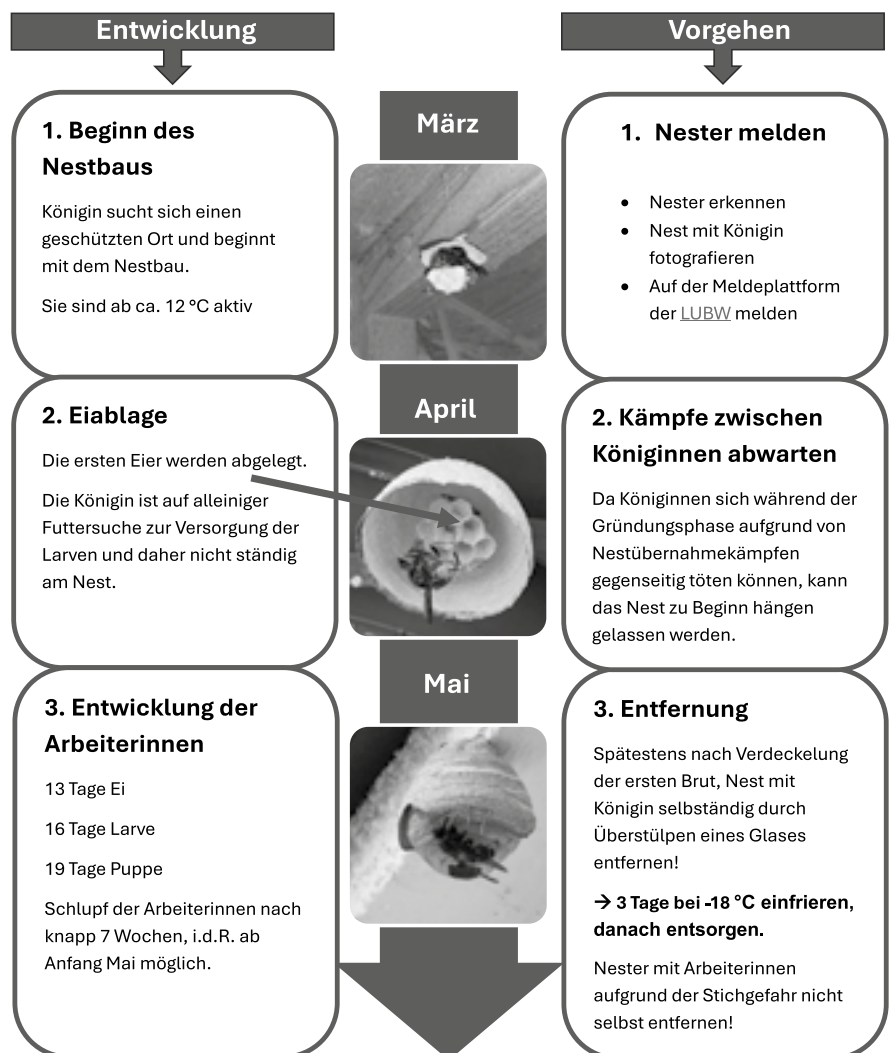 Entwicklung
Vorgehen
März
1. Beginn des
Nestbaus
Königin sucht sich einen
geschützten Ort und beginnt
mit dem Nestbau.
Sie sind ab ca. 12 °C aktiv
1. Nester melden
• Nester erkennen
• Nest mit Königin
fotografieren
• Auf der Meldeplattform
der LUBW melden
April
2. Eiablage
Die ersten Eier werden abgelegt.
Die Königin ist auf alleiniger
Futtersuche zur Versorgung der
Larven und daher nicht ständig
am Nest.
2. Kämpfe zwischen
Königinnen abwarten
Da Königinnen sich während der
Gründungsphase aufgrund von
Nestübernahmekämpfen
gegenseitig töten können, kann
das Nest zu Beginn hängen
gelassen werden.
Mai
3. Entwicklung der
Arbeiterinnen
13 Tage Ei
16 Tage Larve
19 Tage Puppe
Schlupf der Arbeiterinnen nach
knapp 7 Wochen, i.d.R. ab
Anfang Mai möglich.
3. Entfernung
Spätestens nach Verdeckelung
der ersten Brut, Nest mit
Königin selbständig durch
Überstülpen eines Glases
entfernen!
→ 3 Tage bei -18 °C einfrieren,
danach entsorgen.
Nester mit Arbeiterinnen
aufgrund der Stichgefahr nicht
selbst entfernen!